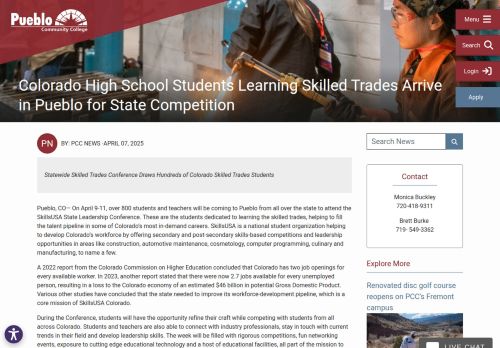 Pueblo
Community College
Menu
Search
Login
Apply
Colorado High School Students Learning Skilled Trades Arrive
in Pueblo for State Competition
PN BY: PCC NEWS ·APRIL 07, 2025
Search News
Statewide Skilled Trades Conference Draws Hundreds of Colorado Skilled Trades Students
Pueblo, CO— On April 9-11, over 800 students and teachers will be coming to Pueblo from all over the state to attend the
SkillsUSA State Leadership Conference. These are the students dedicated to learning the skilled trades, helping to fill
the talent pipeline in some of Colorado's most in-demand careers. SkillsUSA is a national student organization helping
to develop Colorado's workforce by offering secondary and post-secondary skills-based competitions and leadership
opportunities in areas like construction, automotive maintenance, cosmetology, computer programming, culinary and
manufacturing, to name a few.
A 2022 report from the Colorado Commission on Higher Education concluded that Colorado has two job openings for
every available worker. In 2023, another report stated that there were now 2.7 jobs available for every unemployed
person, resulting in a loss to the Colorado economy of an estimated $46 billion in potential Gross Domestic Product.
Various other studies have concluded that the state needed to improve its workforce-development pipeline, which is a
core mission of SkillsUSA Colorado.
During the Conference, students will have the opportunity refine their craft while competing with students from all
across Colorado. Students and teachers are also able to connect with industry professionals, stay in touch with current
trends in their field and develop leadership skills. The week will be filled with rigorous competitions, fun networking
events, exposure to cutting edge educational technology and a host of educational facilities, all part of the mission to
Contact
Monica Buckley
720-418-9311
Brett Burke
719- 549-3362
Explore More
Renovated disc golf course
reopens on PCC's Fremont
campus
LIVE CHAT